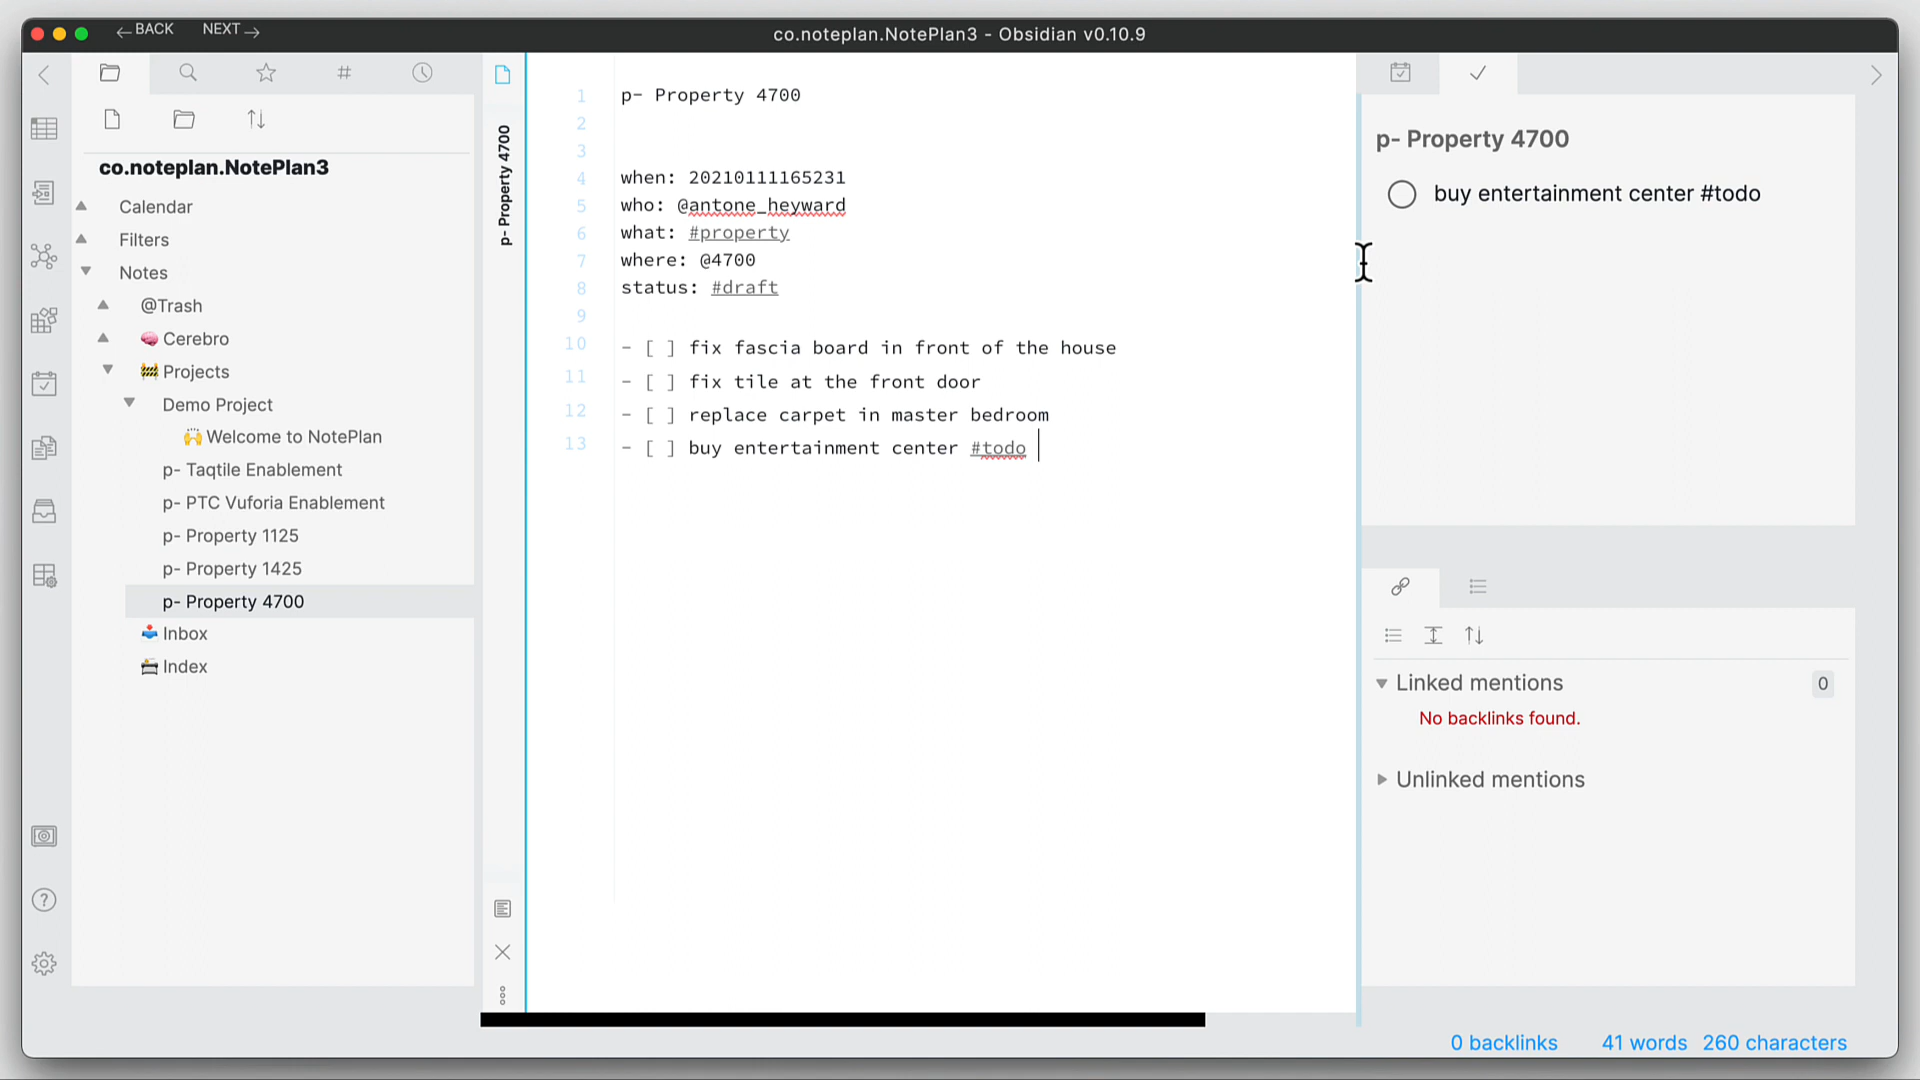 BACK NEXT
co.noteplan.NotePlan3 - Obsidian v0.10.9
co.noteplan.NotePlan3
Calendar
Filters
Notes
@Trash
Cerebro
Projects
Demo Project
Welcome to NotePlan
p- Taqtile Enablement
p- PTC Vuforia Enablement
p- Property 1125
p- Property 1425
p- Property 4700
Inbox
Index
p- Property 4700
1 p- Property 4700
2
3
4 when: 20210111165231
5 who: @antone_heyward
6 what: #property
7 where: @4700
8 status: #draft
9
10 - [ ] fix fascia board in front of the house
11 - [ ] fix tile at the front door
12 - [ ] replace carpet in master bedroom
13 - [ ] buy entertainment center #todo
p- Property 4700
buy entertainment center #todo
Linked mentions 0
No backlinks found.
Unlinked mentions
0 backlinks 41 words 260 characters